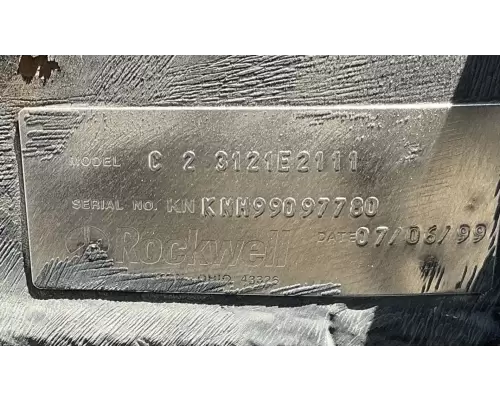 MODEL C 2 3121E2111
SERIAL NO. KN KNH99097780
Rockwell DATE 07/06/99
OHIO 43326